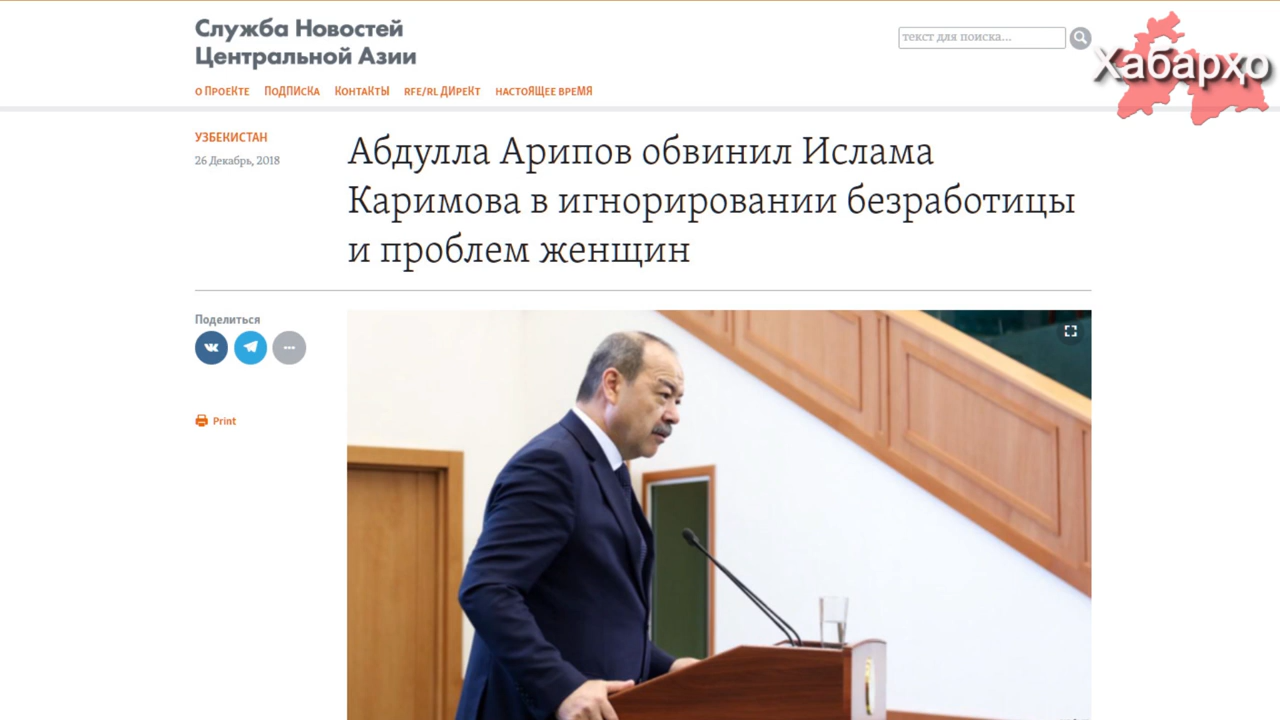 Служба Новостей
Центральной Азии
текст для поиска...
Хабарҳо
о Проекте Подписка Контакты RFE/RL Директ Настоящее Время
УЗБЕКИСТАН
26 Декабрь, 2018
Абдулла Арипов обвинил Ислама
Каримова в игнорировании безработицы
и проблем женщин
Поделиться
Print